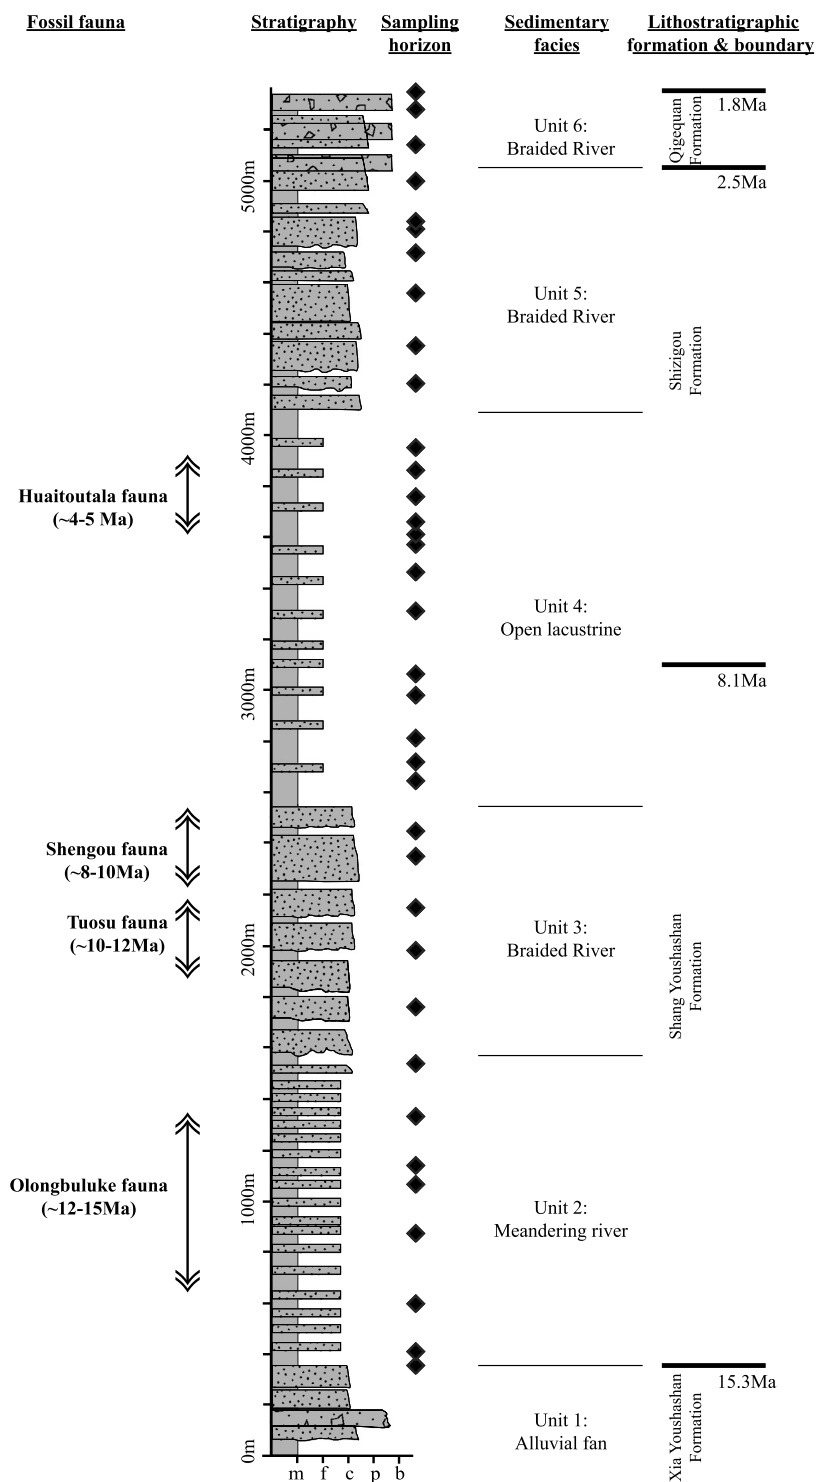 Fossil fauna
Stratigraphy
Sampling
horizon
Sedimentary
facies
Lithostratigraphic
formation & boundary
1.8Ma
Qigequan
Formation
Unit 6:
Braided River
2.5Ma
5000m
Unit 5:
Braided River
Shizigou
Formation
4000m
Huaitoutala fauna
(~4-5 Ma)
Unit 4:
Open lacustrine
8.1Ma
3000m
Shengou fauna
(~8-10Ma)
Tuosu fauna
(~10-12Ma)
Unit 3:
Braided River
2000m
Shang Youshashan
Formation
Olongbuluke fauna
(~12-15Ma)
1000m
Unit 2:
Meandering river
15.3Ma
Unit 1:
Alluvial fan
Xia Youshashan
Formation
0m
m f c p b